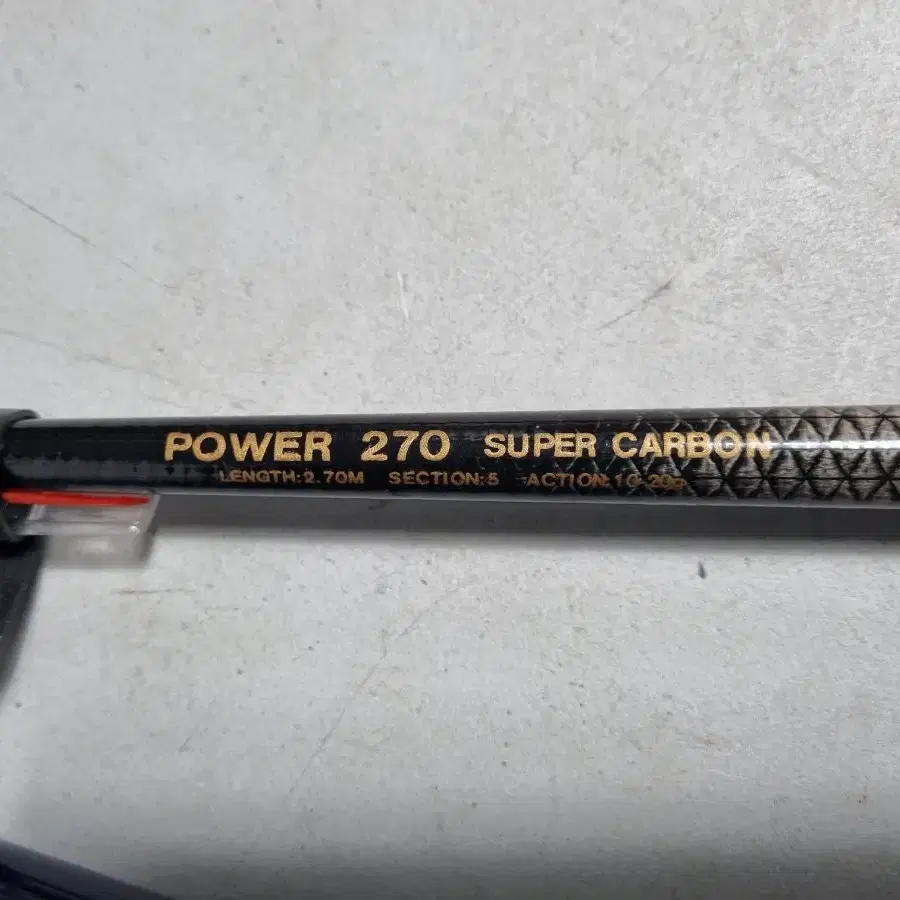 POWER 270 SUPER CARBON
LENGTH:2.70M SECTION:5 ACTION:10-20g